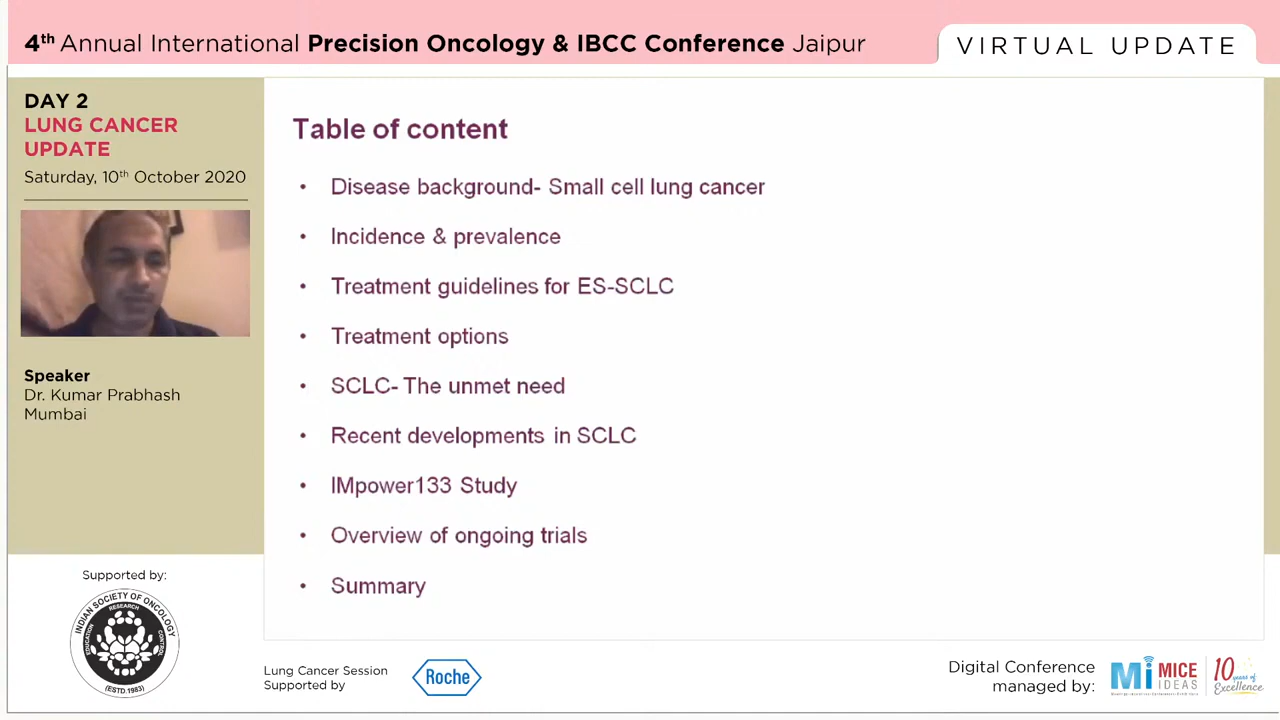 4th Annual International Precision Oncology & IBCC Conference Jaipur
VIRTUAL UPDATE
DAY 2
LUNG CANCER
UPDATE
Saturday, 10th October 2020
Speaker
Dr. Kumar Prabhash
Mumbai
Supported by:
INDIAN SOCIETY OF ONCOLOGY
EDUCATION
RESEARCH
CONTROL
(ESTD.1983)
Table of content
• Disease background- Small cell lung cancer
• Incidence & prevalence
• Treatment guidelines for ES-SCLC
• Treatment options
• SCLC- The unmet need
• Recent developments in SCLC
• IMpower133 Study
• Overview of ongoing trials
• Summary
Lung Cancer Session
Supported by
Roche
Digital Conference
managed by:
Mi MICE
IDEAS
10 years of
Excellence